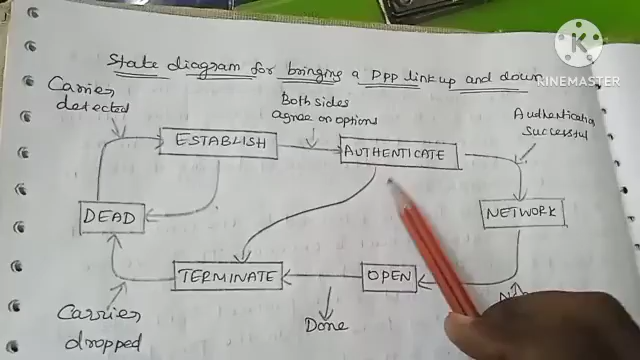 State diagram for bringing a PPP link up and down
KINEMASTER
Carrier
detected
Both sides
agree on options
Authentication
successful
ESTABLISH
AUTHENTICATE
DEAD
NETWORK
TERMINATE
OPEN
Carrier
dropped
Done